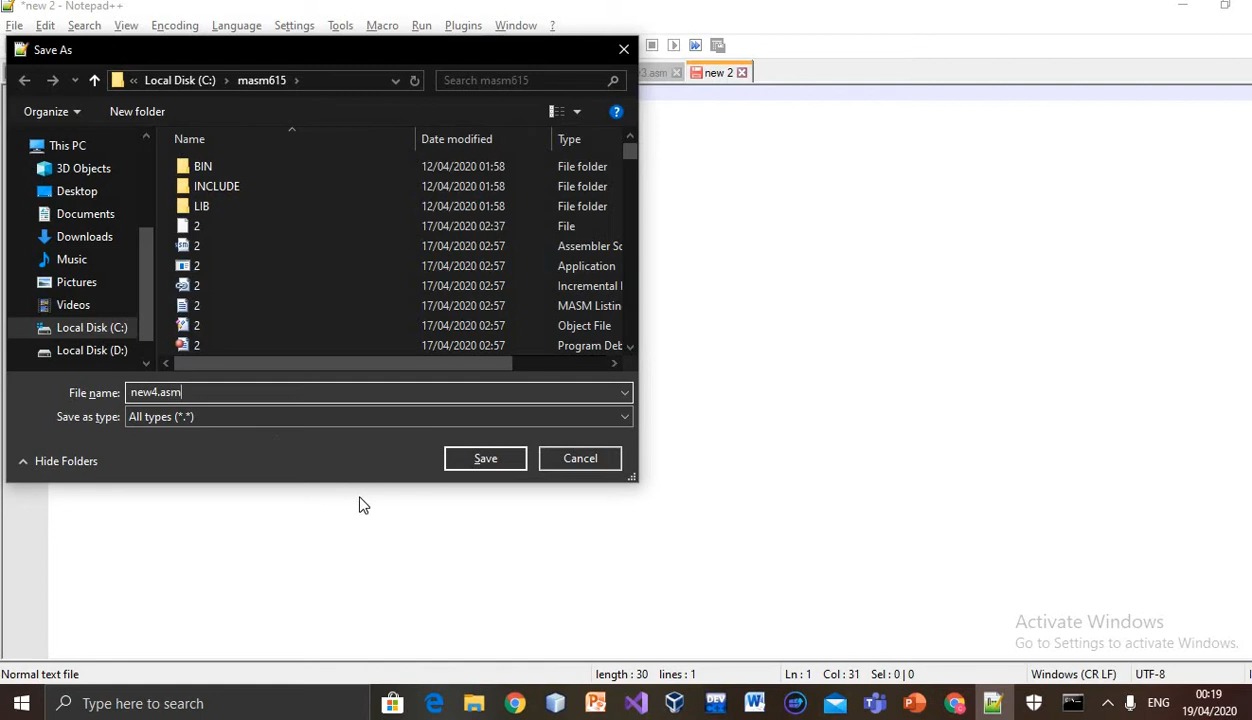 *new 2 - Notepad++
File Edit Search View Encoding Language Settings Tools Macro Run Plugins Window ?
Save As
3.asm new 2
« Local Disk (C:) › masm615 › Search masm615
Organize New folder
Name Date modified Type
This PC
3D Objects
Desktop
Documents
Downloads
Music
Pictures
Videos
Local Disk (C:)
Local Disk (D:)
BIN 12/04/2020 01:58 File folder
INCLUDE 12/04/2020 01:58 File folder
LIB 12/04/2020 01:58 File folder
2 17/04/2020 02:37 File
2 17/04/2020 02:57 Assembler So
2 17/04/2020 02:57 Application
2 17/04/2020 02:57 Incremental
2 17/04/2020 02:57 MASM Listing
2 17/04/2020 02:57 Object File
2 17/04/2020 02:57 Program Deb
File name: new4.asm
Save as type: All types (*.*)
Hide Folders Save Cancel
Activate Windows
Go to Settings to activate Windows.
Normal text file length : 30 lines : 1 Ln : 1 Col : 31 Sel : 0 | 0 Windows (CR LF) UTF-8
Type here to search DEV ENG 00:19
19/04/2020